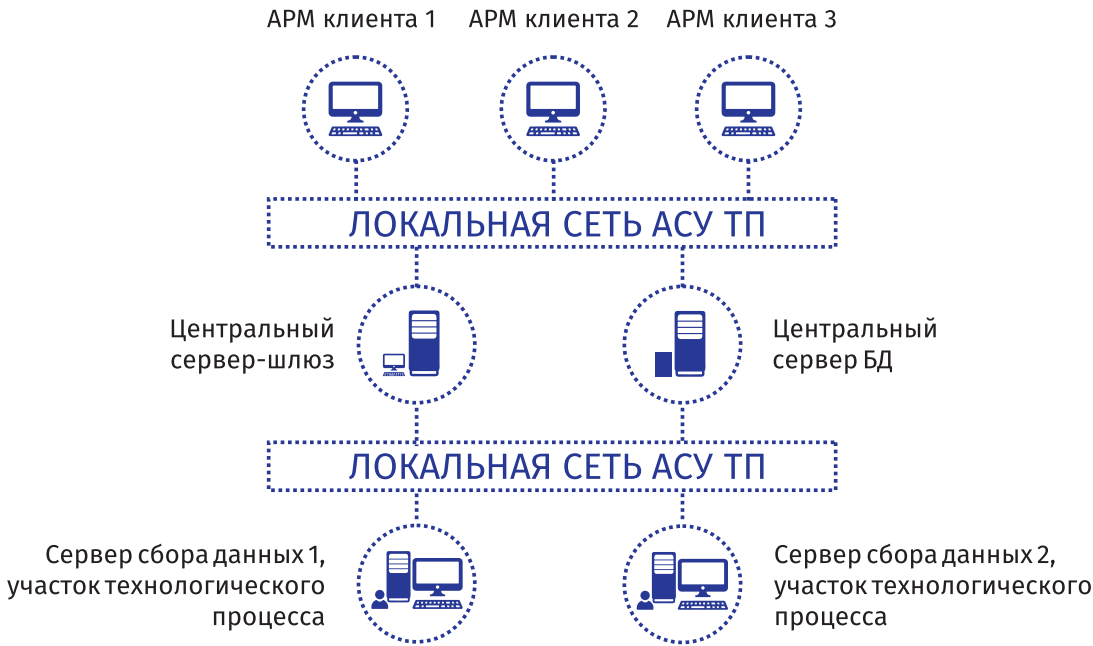 АРМ клиента 1
АРМ клиента 2
АРМ клиента 3
ЛОКАЛЬНАЯ СЕТЬ АСУ ТП
Центральный
сервер-шлюз
Центральный
сервер БД
ЛОКАЛЬНАЯ СЕТЬ АСУ ТП
Сервер сбора данных 1,
участок технологического
процесса
Сервер сбора данных 2,
участок технологического
процесса